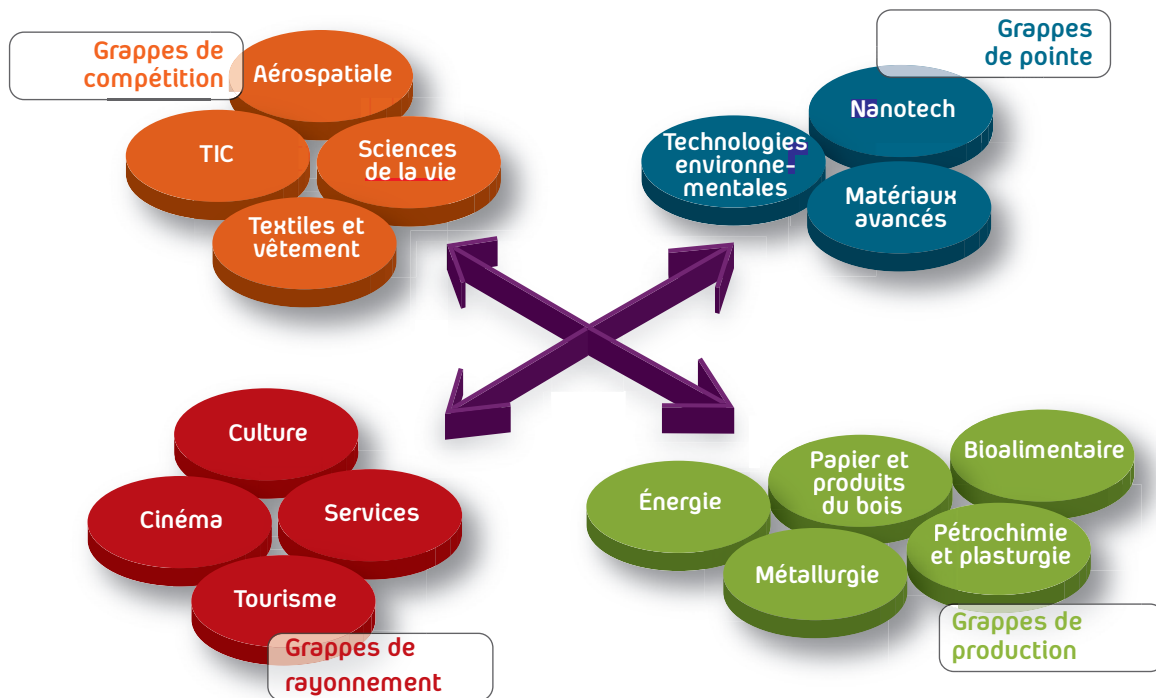 Grappes de
compétition
Aérospatiale
TIC
Sciences
de la vie
Textiles et
vêtement
Grappes
de pointe
Nanotech
Technologies
environne-
mentales
Matériaux
avancés
Culture
Cinéma
Services
Tourisme
Grappes de
rayonnement
Énergie
Papier et
produits
du bois
Bioalimentaire
Métallurgie
Pétrochimie
et plasturgie
Grappes de
production